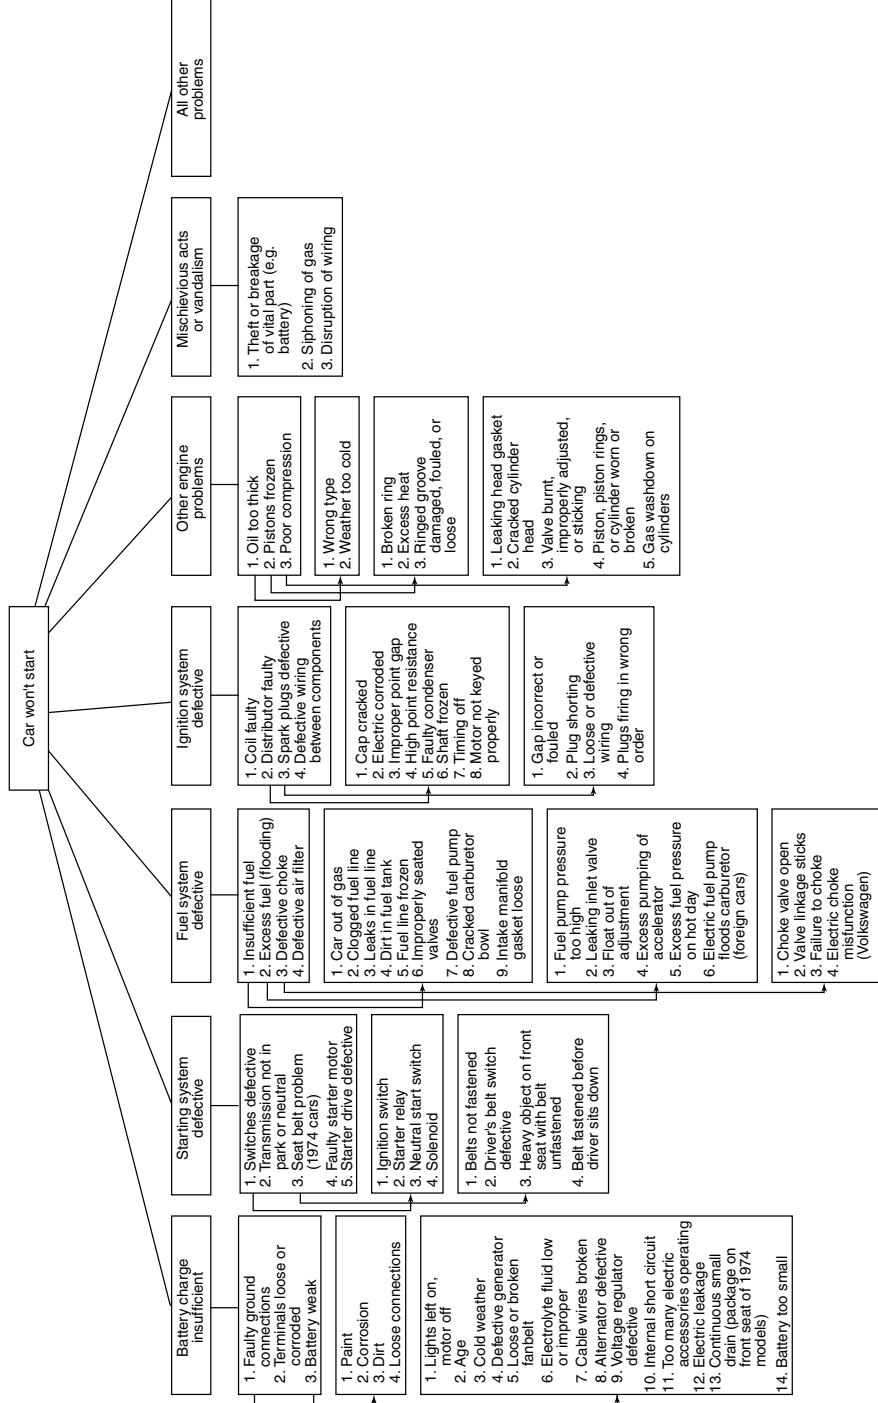 Car won't start
Battery charge
insufficient
1. Faulty ground
connections
2. Terminals loose or
corroded
3. Battery weak
1. Paint
2. Corrosion
3. Dirt
4. Loose connections
1. Lights left on,
motor off
2. Age
3. Cold weather
4. Defective generator
5. Loose or broken
fanbelt
6. Electrolyte fluid low
or improper
7. Cable wires broken
8. Alternator defective
9. Voltage regulator
defective
10. Internal short circuit
11. Too many electric
accessories operating
12. Electric leakage
13. Continuous small
drain (package on
front seat of 1974
models)
14. Battery too small
Starting system
defective
1. Switches defective
2. Transmission not in
park or neutral
3. Seat belt problem
(1974 cars)
4. Faulty starter motor
5. Starter drive defective
1. Ignition switch
2. Starter relay
3. Neutral start switch
4. Solenoid
1. Belts not fastened
2. Driver's belt switch
defective
3. Heavy object on front
seat with belt
unfastened
4. Belt fastened before
driver sits down
Fuel system
defective
1. Insufficient fuel
2. Excess fuel (flooding)
3. Defective choke
4. Defective air filter
1. Car out of gas
2. Clogged fuel line
3. Leaks in fuel line
4. Dirt in fuel tank
5. Fuel line frozen
6. Improperly seated
valves
7. Defective fuel pump
8. Cracked carburetor
bowl
9. Intake manifold
gasket loose
1. Fuel pump pressure
too high
2. Leaking inlet valve
3. Float out of
adjustment
4. Excess pumping of
accelerator
5. Excess fuel pressure
on hot day
6. Electric fuel pump
floods carburetor
(foreign cars)
1. Choke valve open
2. Valve linkage sticks
3. Failure to choke
4. Electric choke
misfunction
(Volkswagen)
Ignition system
defective
1. Coil faulty
2. Distributor faulty
3. Spark plugs defective
4. Defective wiring
between components
1. Cap cracked
2. Electric corroded
3. Improper point gap
4. High point resistance
5. Faulty condenser
6. Shaft frozen
7. Timing off
8. Motor not keyed
properly
1. Gap incorrect or
fouled
2. Plug shorting
3. Loose or defective
wiring
4. Plugs firing in wrong
order
Other engine
problems
1. Oil too thick
2. Pistons frozen
3. Poor compression
1. Wrong type
2. Weather too cold
1. Broken ring
2. Excess heat
3. Ringed groove
damaged, fouled, or
loose
1. Leaking head gasket
2. Cracked cylinder
head
3. Valve burnt,
improperly adjusted,
or sticking
4. Piston, piston rings,
or cylinder worn or
broken
5. Gas washdown on
cylinders
Mischievious acts
or vandalism
1. Theft or breakage
of vital part (e.g.
battery)
2. Siphoning of gas
3. Disruption of wiring
All other
problems